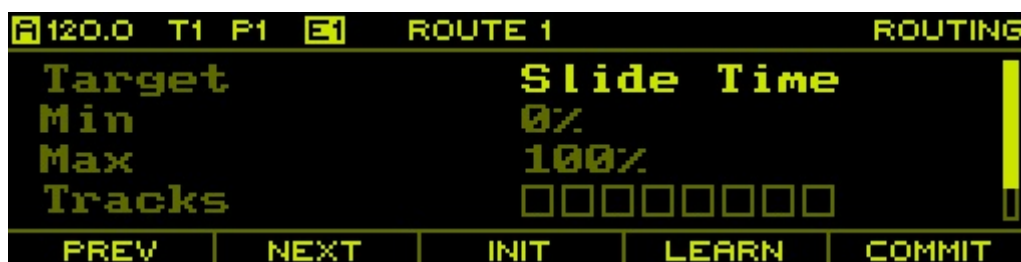 A 120.0 T1 P1 E1 ROUTE 1 ROUTING
Target Slide Time
Min 0%
Max 100%
Tracks
PREV NEXT INIT LEARN COMMIT